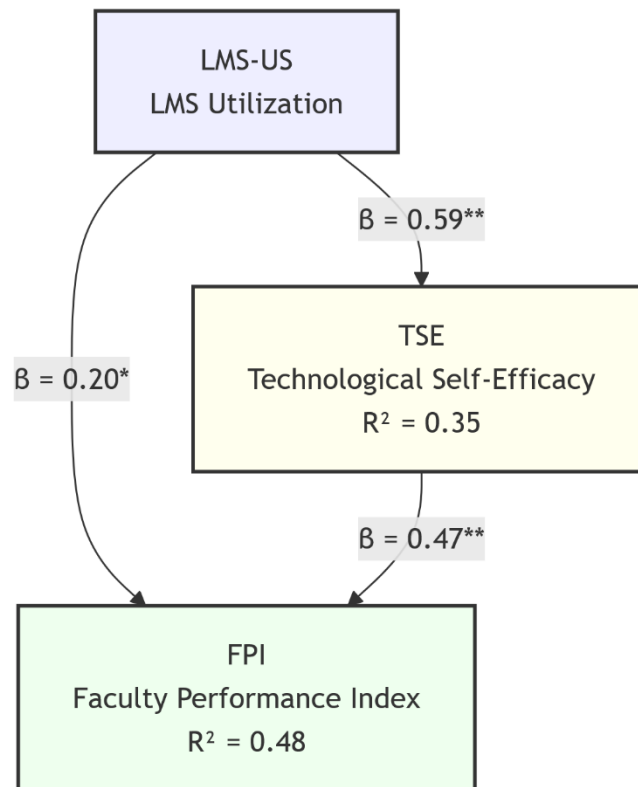 LMS-US
LMS Utilization
β = 0.59**
β = 0.20*
TSE
Technological Self-Efficacy
R² = 0.35
β = 0.47**
FPI
Faculty Performance Index
R² = 0.48